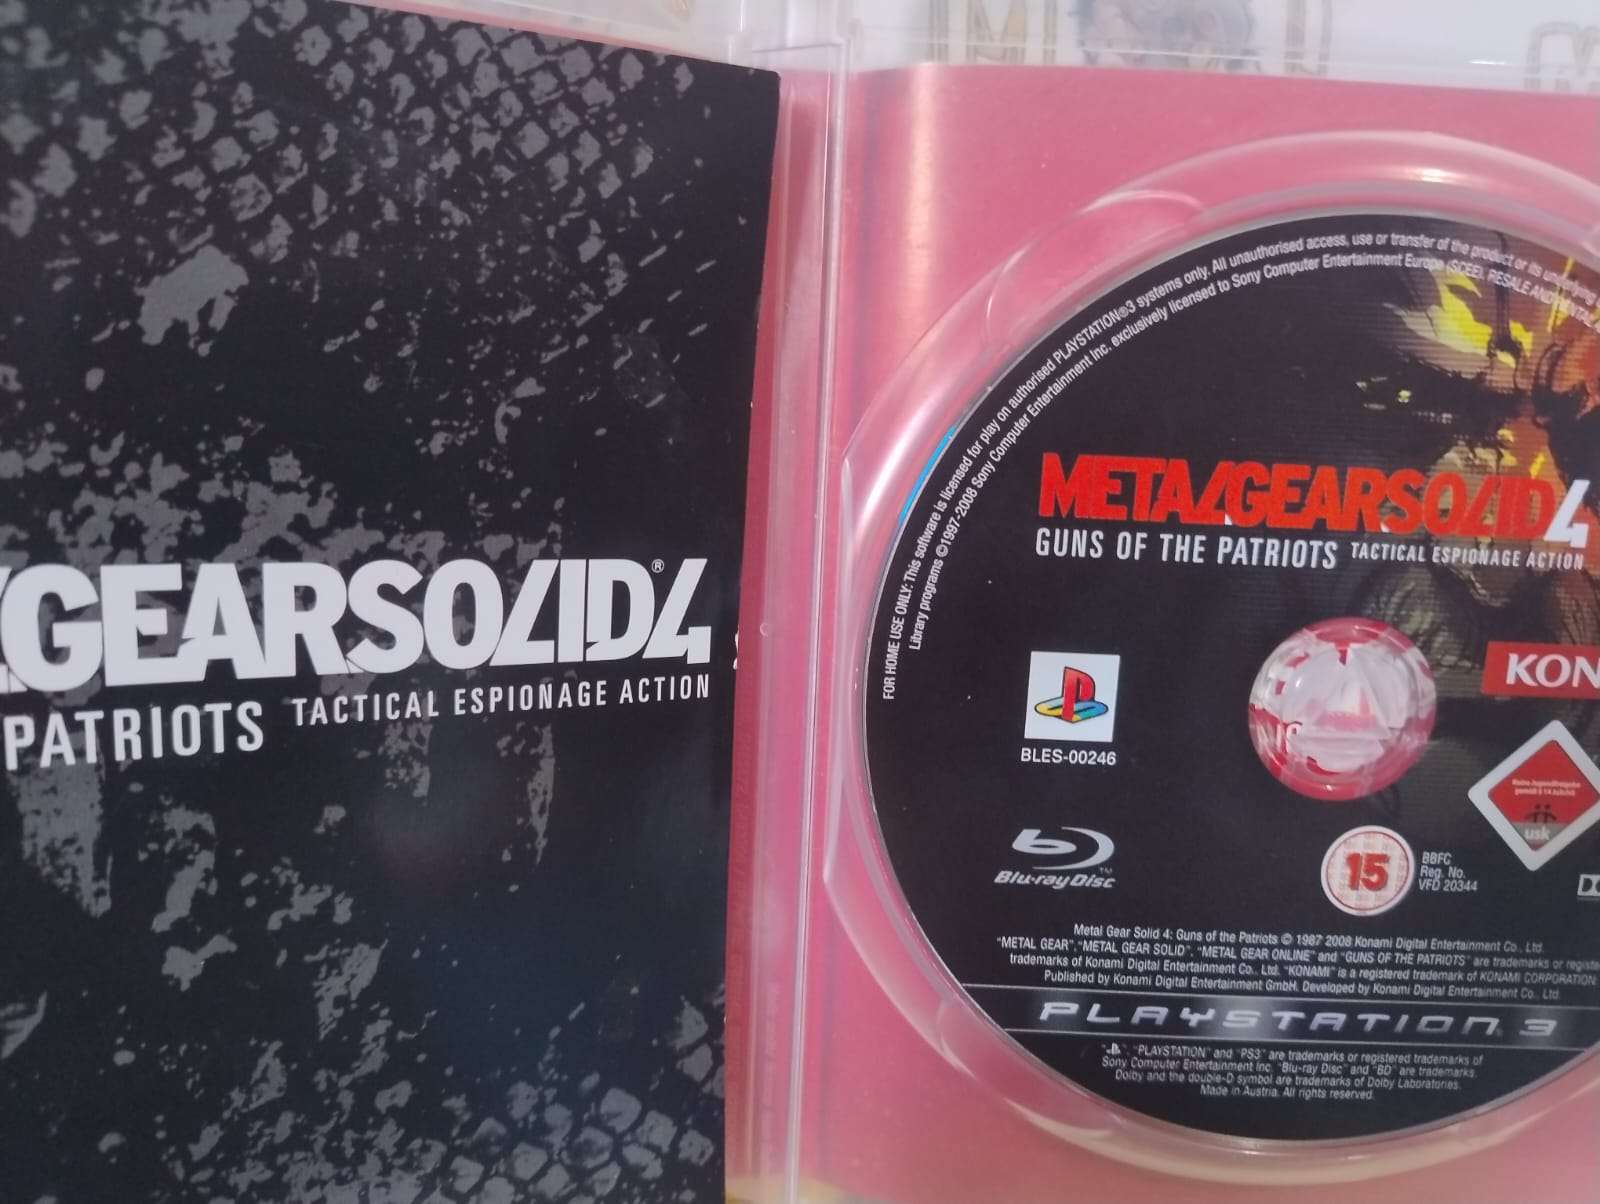 GEARSOLID4®
PATRIOTS TACTICAL ESPIONAGE ACTION
FOR HOME USE ONLY: This software is licensed for play on authorised PLAYSTATION®3 systems only. All unauthorised access, use or transfer of the product or its underlying
Library programs ©1997-2008 Sony Computer Entertainment Inc. exclusively licensed to Sony Computer Entertainment Europe (SCEE). RESALE AND RENTAL
METAL GEAR SOLID 4
GUNS OF THE PATRIOTS TACTICAL ESPIONAGE ACTION
KON
BLES-00246
Keine Jugendfreigabe
gemäß § 14 JuSchG
usk
Blu-ray Disc™
15
BBFC
Reg. No.
VFD 20344
Metal Gear Solid 4: Guns of the Patriots © 1987 2008 Konami Digital Entertainment Co., Ltd.
"METAL GEAR", "METAL GEAR SOLID", "METAL GEAR ONLINE" and "GUNS OF THE PATRIOTS" are trademarks or registe
trademarks of Konami Digital Entertainment Co., Ltd. "KONAMI" is a registered trademark of KONAMI CORPORATION
Published by Konami Digital Entertainment GmbH. Developed by Konami Digital Entertainment Co., Ltd.
PLAYSTATION 3
"PLAYSTATION" and "PS3" are trademarks or registered trademarks of
Sony Computer Entertainment Inc. "Blu-ray Disc" and "BD" are trademarks.
Dolby and the double-D symbol are trademarks of Dolby Laboratories.
Made in Austria. All rights reserved.